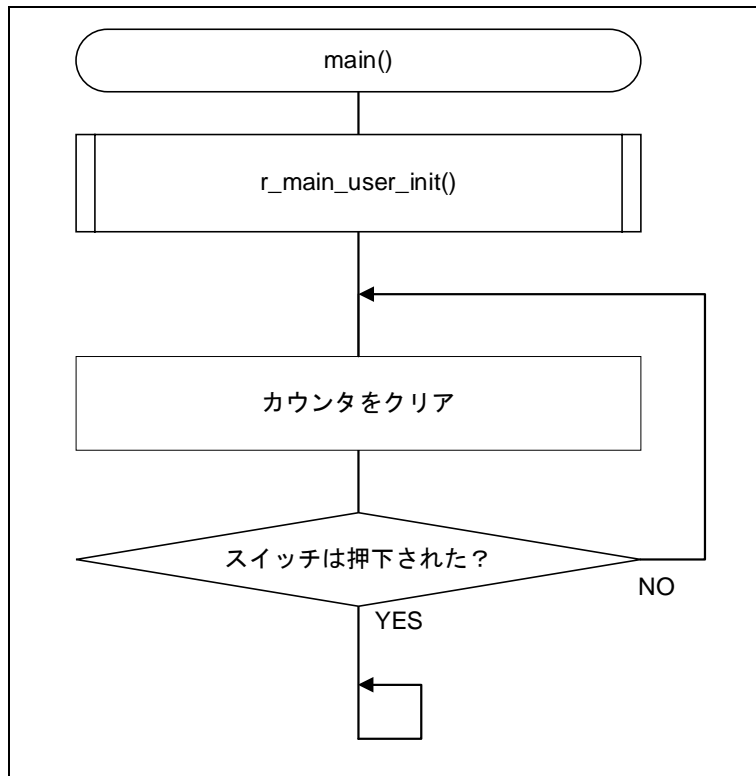 main()
r_main_user_init()
カウンタをクリア
スイッチは押下された？
NO
YES